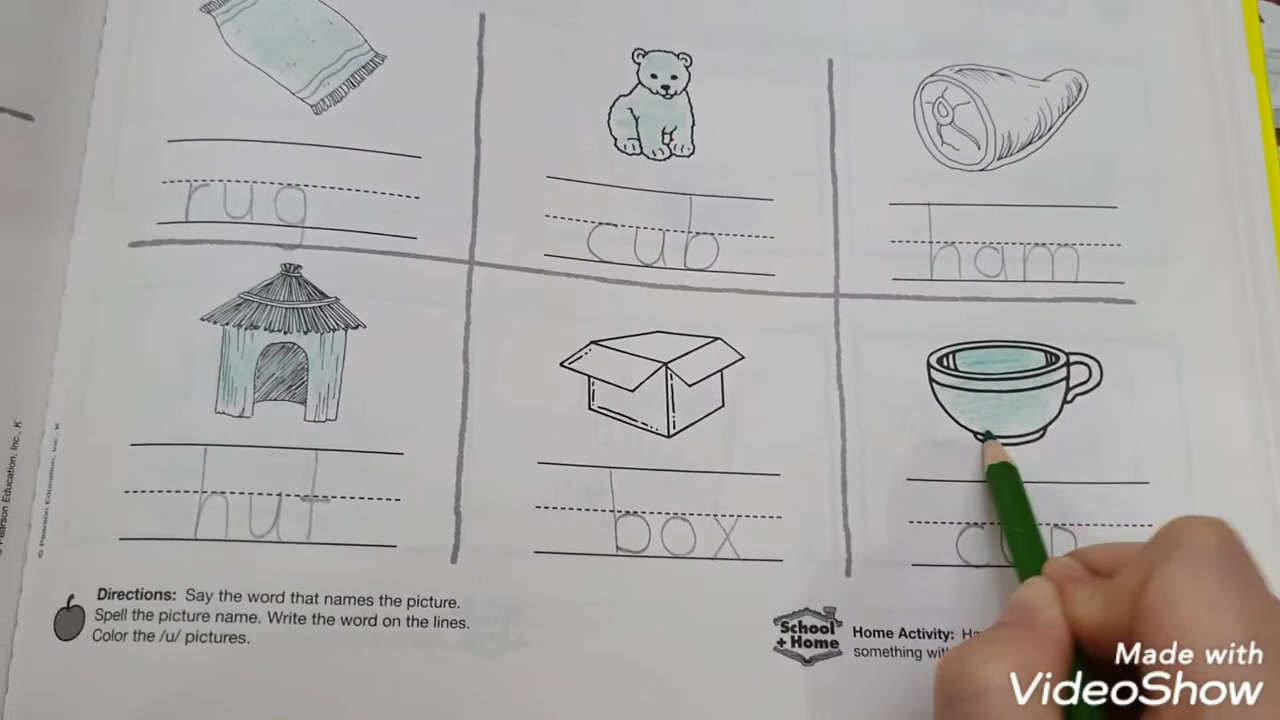 rug
cub
ham
hut
box
cup
© Pearson Education, Inc., K
Pearson Education, Inc., K
Directions: Say the word that names the picture.
Spell the picture name. Write the word on the lines.
Color the /u/ pictures.
School
+ Home
Home Activity:
something
Made with
VideoShow